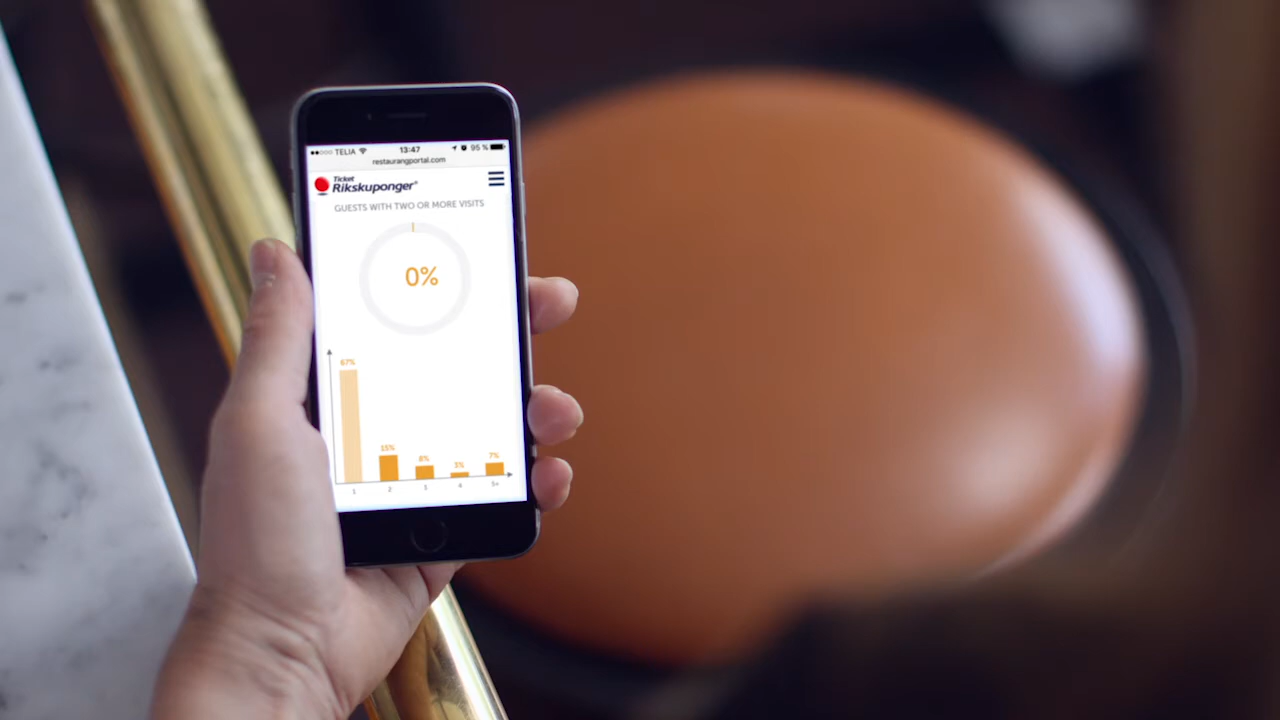 TELIA 13:47 95 %
restaurangportal.com
Ticket
Rikskuponger®
GUESTS WITH TWO OR MORE VISITS
0%
67%
15%
8%
3%
7%
1 2 3 4 5+